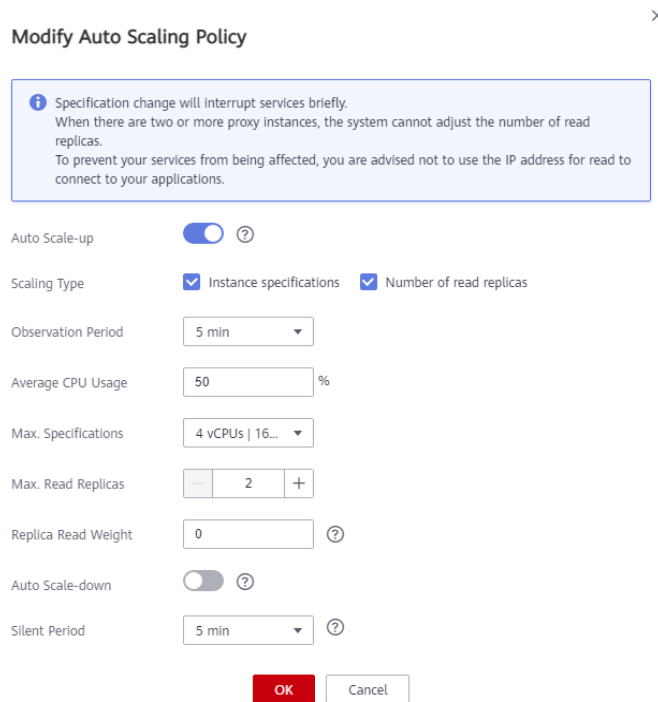 Modify Auto Scaling Policy
Specification change will interrupt services briefly.
When there are two or more proxy instances, the system cannot adjust the number of read
replicas.
To prevent your services from being affected, you are advised not to use the IP address for read to
connect to your applications.
Auto Scale-up
Scaling Type Instance specifications Number of read replicas
Observation Period 5 min
Average CPU Usage 50 %
Max. Specifications 4 vCPUs | 16...
Max. Read Replicas — 2 +
Replica Read Weight 0
Auto Scale-down
Silent Period 5 min
OK Cancel